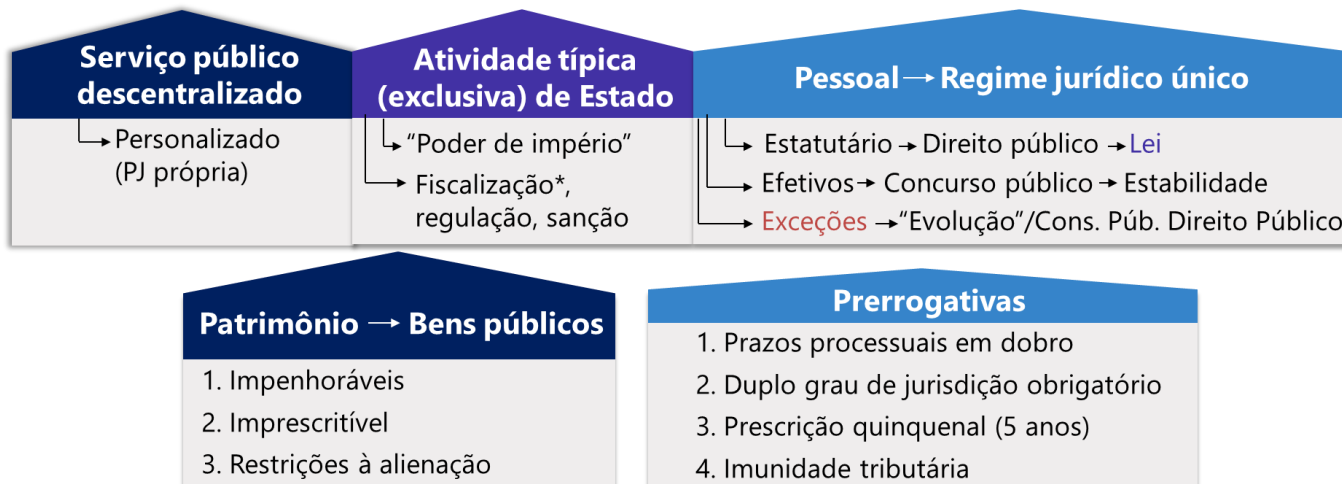 Serviço público
descentralizado
Personalizado
(PJ própria)
Atividade típica
(exclusiva) de Estado
“Poder de império”
Fiscalização*,
regulação, sanção
Pessoal → Regime jurídico único
Estatutário → Direito público → Lei
Efetivos → Concurso público → Estabilidade
Exceções → “Evolução”/Cons. Púb. Direito Público
Patrimônio → Bens públicos
1. Impenhoráveis
2. Imprescritível
3. Restrições à alienação
Prerrogativas
1. Prazos processuais em dobro
2. Duplo grau de jurisdição obrigatório
3. Prescrição quinquenal (5 anos)
4. Imunidade tributária